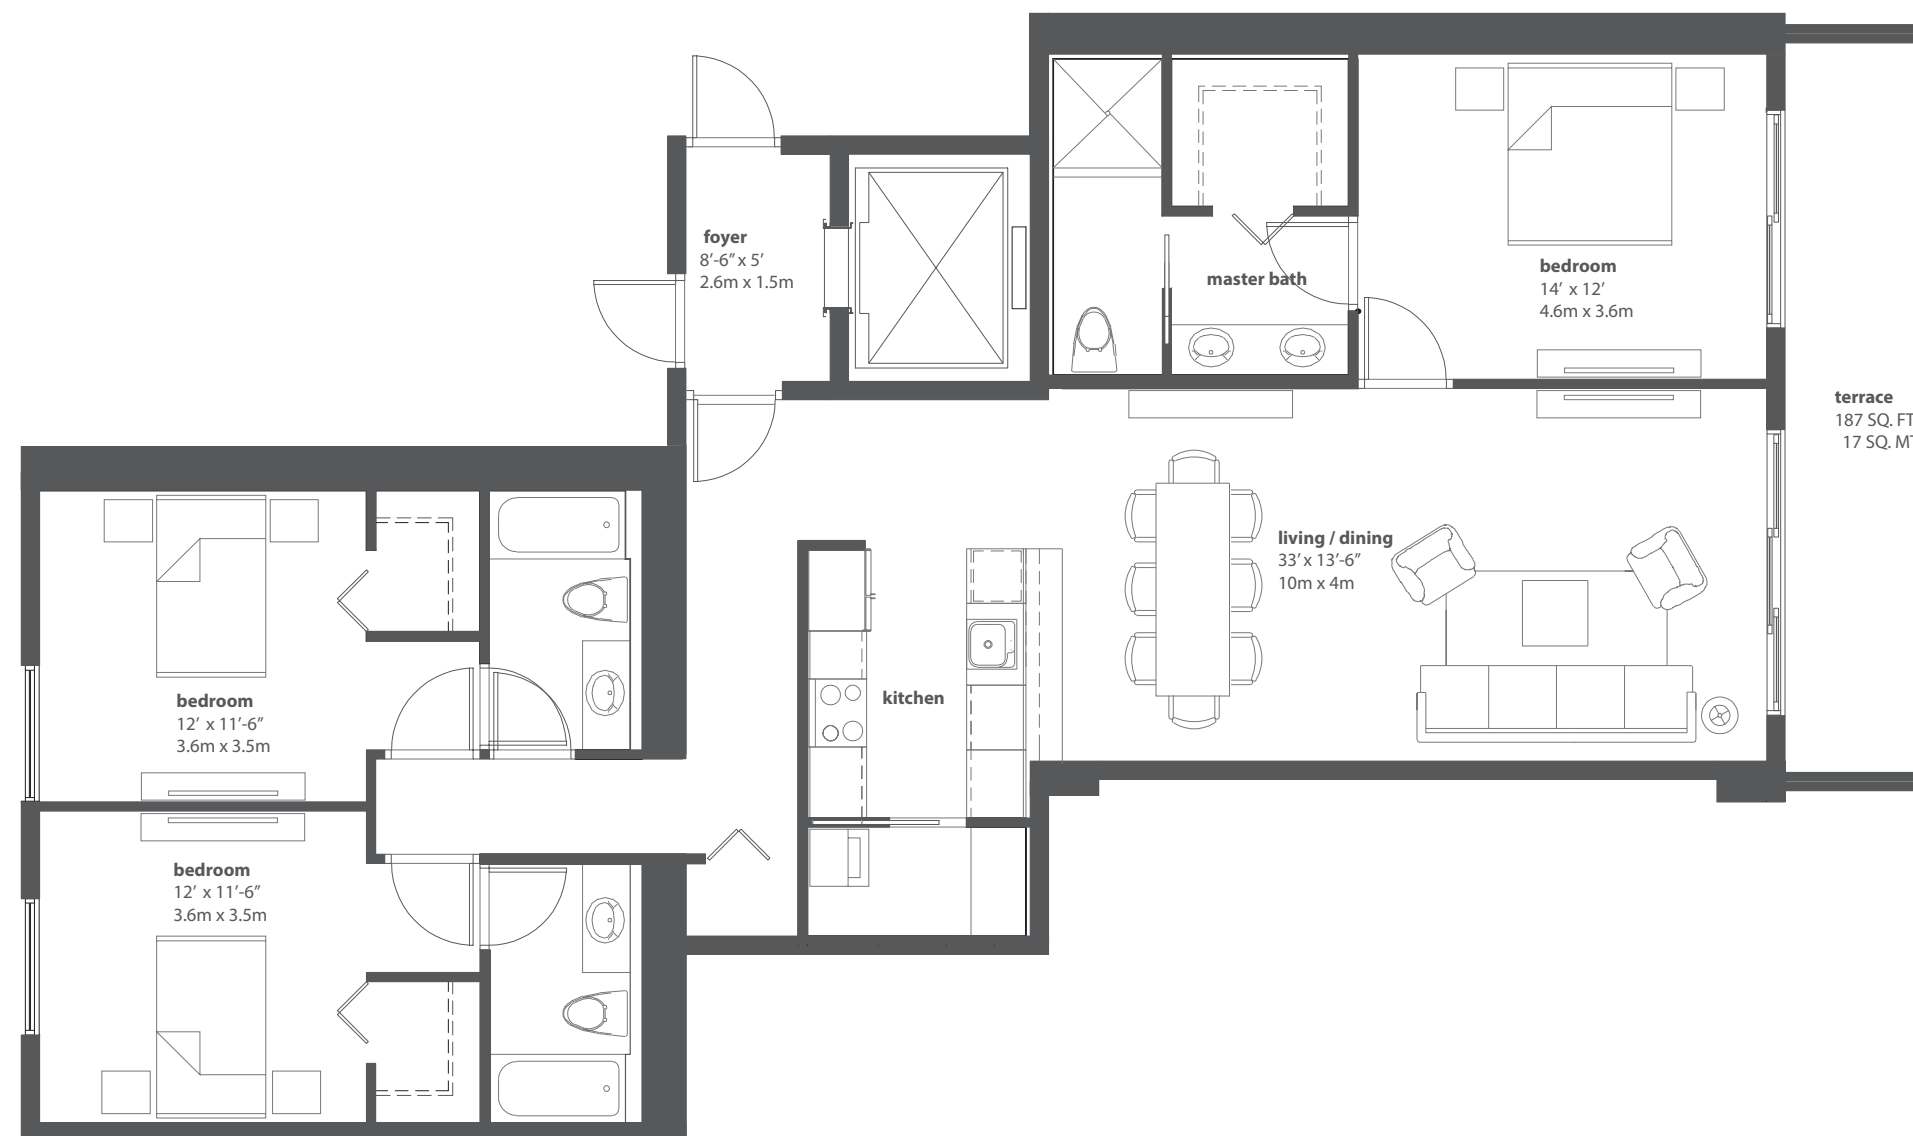 foyer
8’-6” x 5’
2.6m x 1.5m
master bath
bedroom
14’ x 12’
4.6m x 3.6m
terrace
187 SQ. FT
17 SQ. MT
living / dining
33’ x 13’-6”
10m x 4m
kitchen
bedroom
12’ x 11’-6”
3.6m x 3.5m
bedroom
12’ x 11’-6”
3.6m x 3.5m